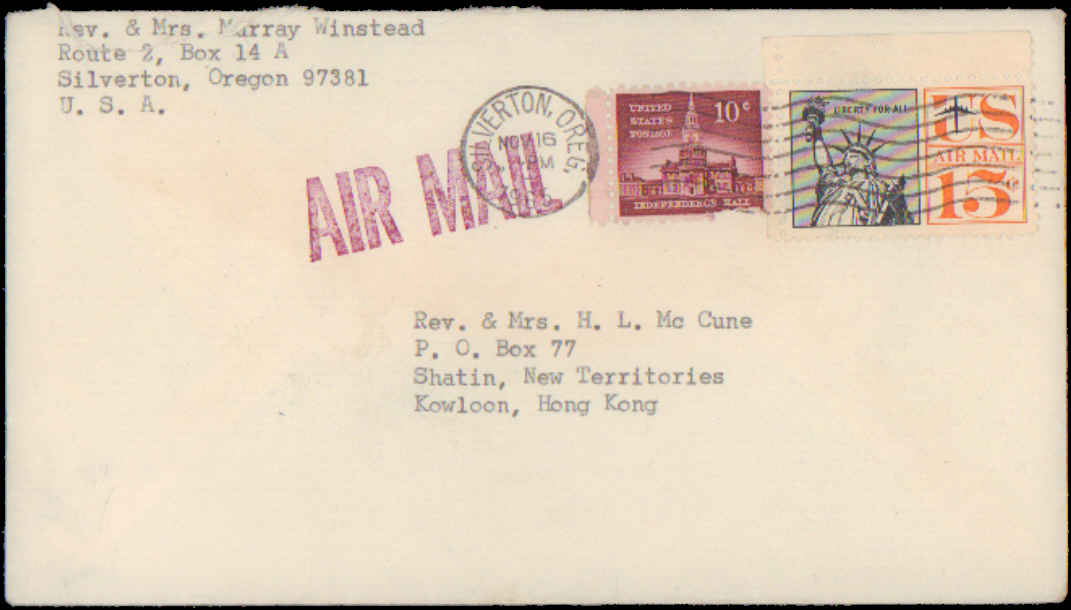 Rev. & Mrs. Murray Winstead
Route 2, Box 14 A
Silverton, Oregon 97381
U. S. A.
SILVERTON, OREG.
NOV 16
PM
AIR MAIL
UNITED
STATES
POSTAGE
10¢
INDEPENDENCE HALL
LIBERTY FOR ALL
US
AIR MAIL
15
Rev. & Mrs. H. L. Mc Cune
P. O. Box 77
Shatin, New Territories
Kowloon, Hong Kong